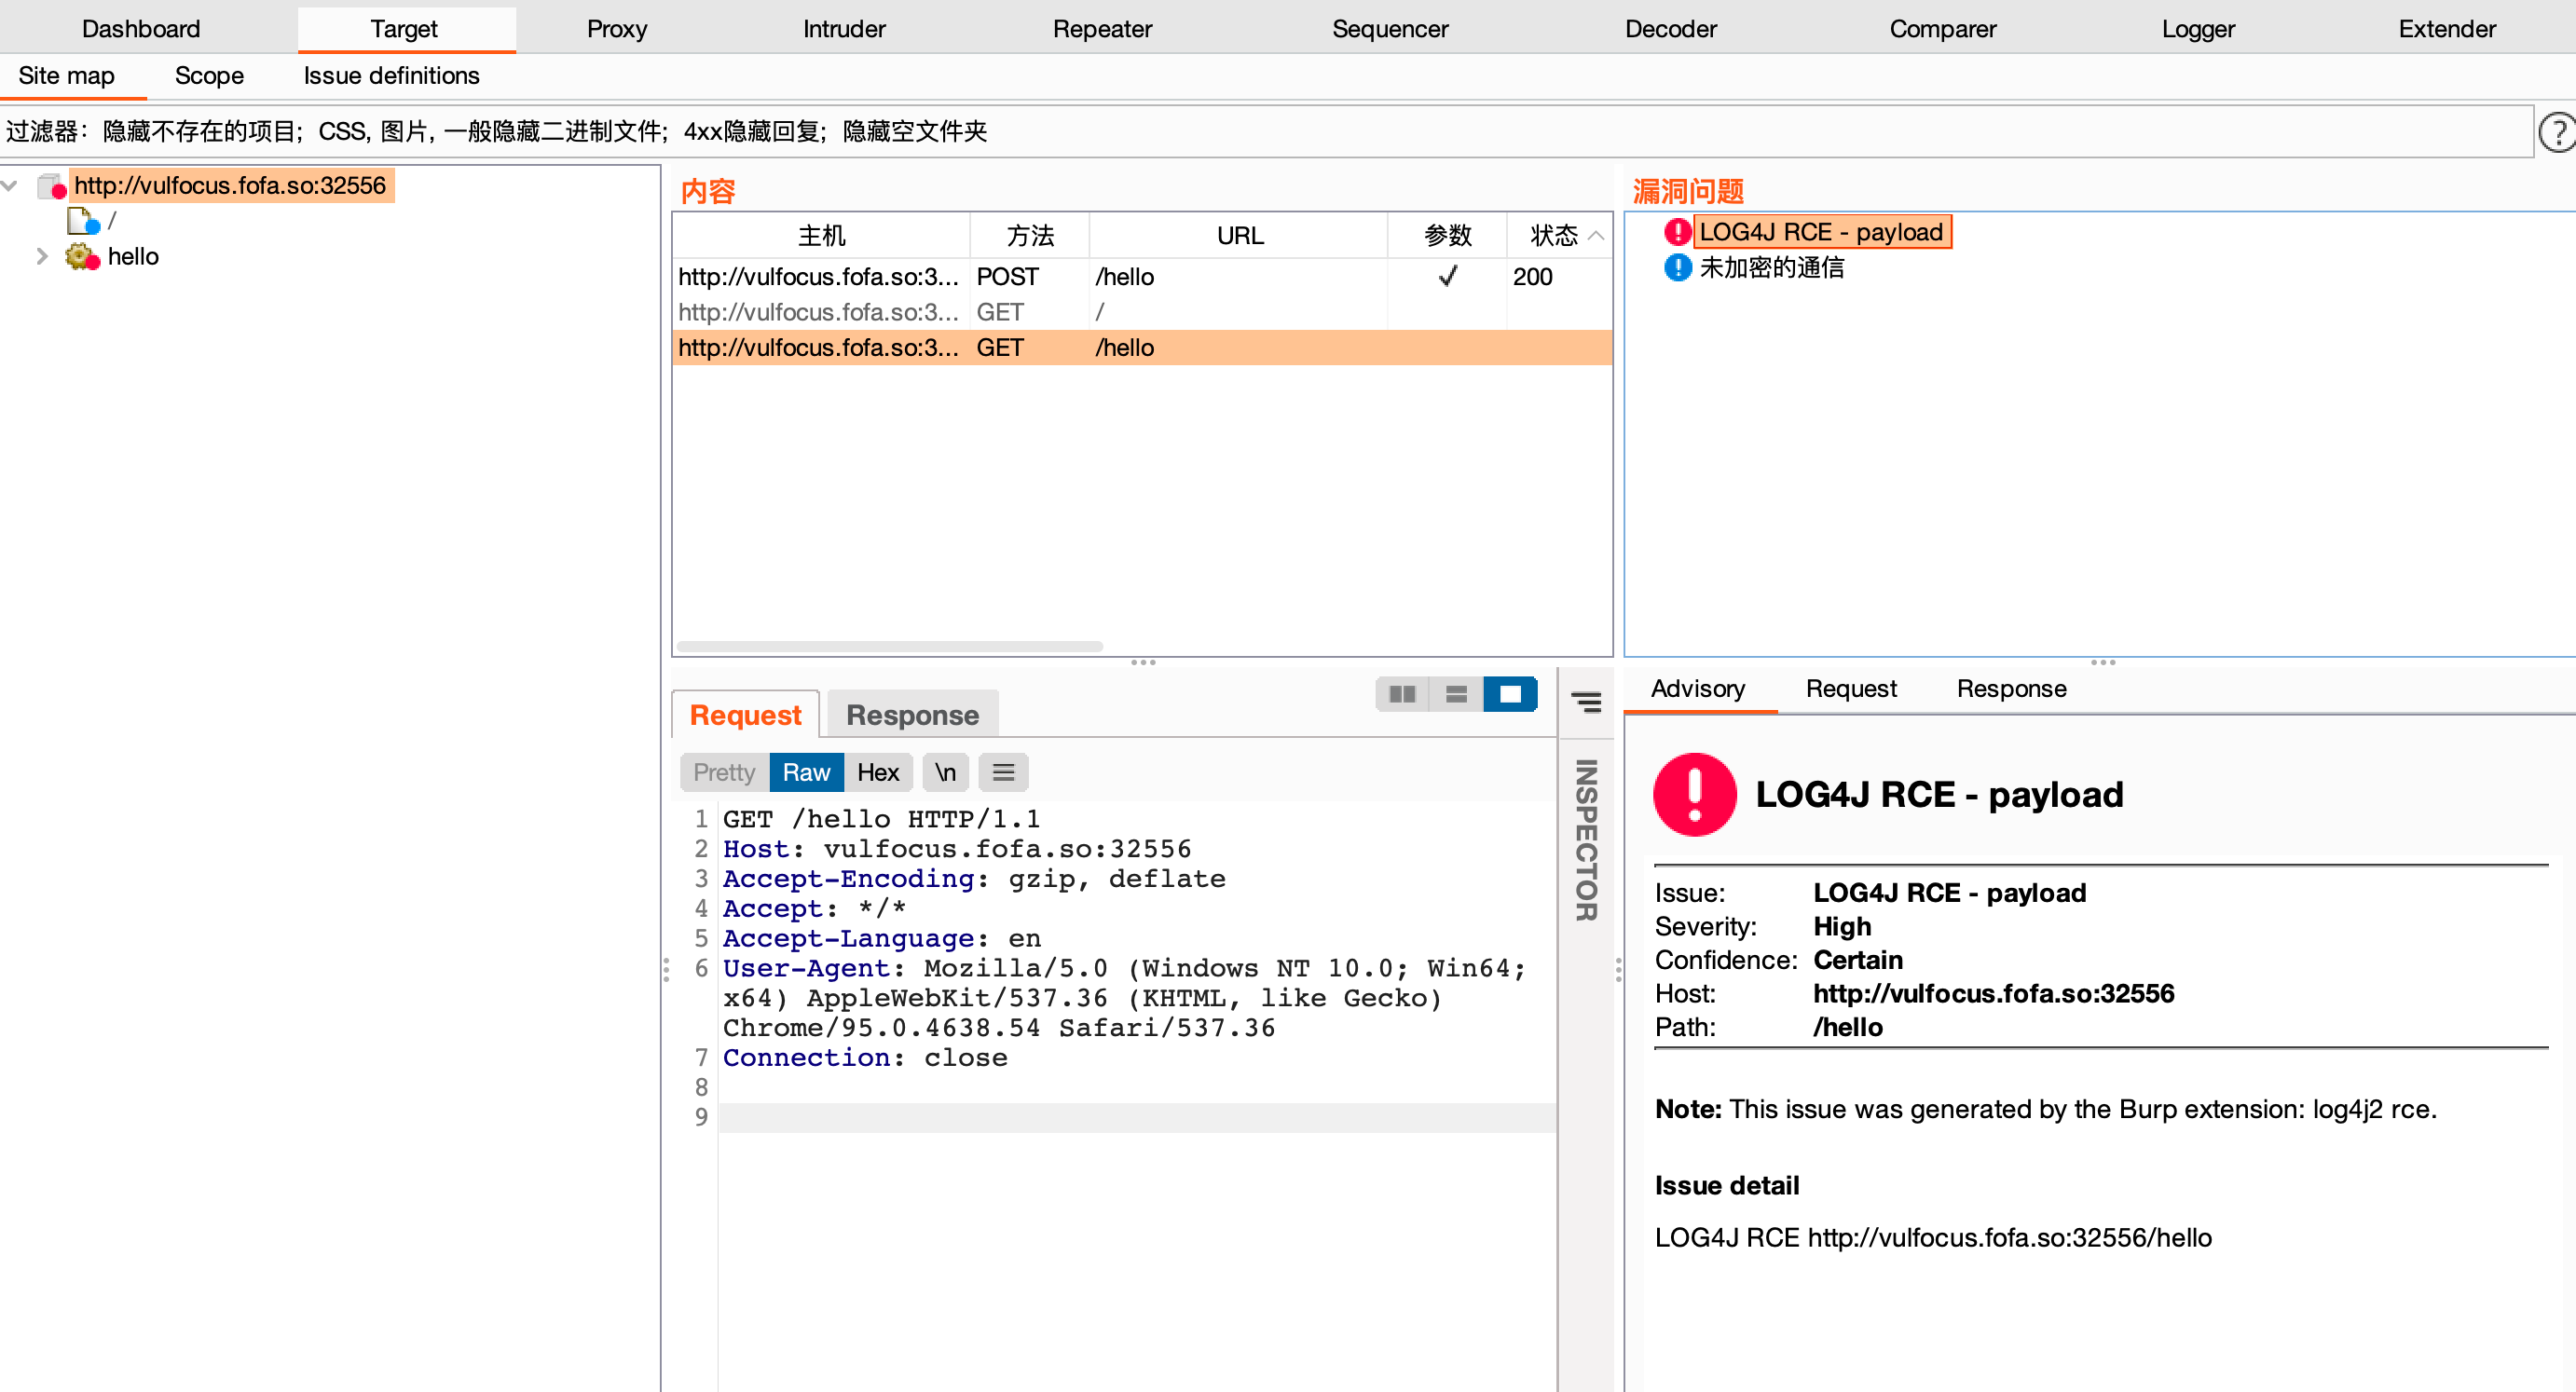 Dashboard Target Proxy Intruder Repeater Sequencer Decoder Comparer Logger Extender
Site map Scope Issue definitions
过滤器：隐藏不存在的项目；CSS, 图片, 一般隐藏二进制文件；4xx隐藏回复；隐藏空文件夹
?
http://vulfocus.fofa.so:32556
/
hello
内容
主机 方法 URL 参数 状态
http://vulfocus.fofa.so:3... POST /hello ✓ 200
http://vulfocus.fofa.so:3... GET /
http://vulfocus.fofa.so:3... GET /hello
漏洞问题
LOG4J RCE - payload
未加密的通信
Request Response
Pretty Raw Hex \n
1 GET /hello HTTP/1.1
2 Host: vulfocus.fofa.so:32556
3 Accept-Encoding: gzip, deflate
4 Accept: */*
5 Accept-Language: en
6 User-Agent: Mozilla/5.0 (Windows NT 10.0; Win64;
x64) AppleWebKit/537.36 (KHTML, like Gecko)
Chrome/95.0.4638.54 Safari/537.36
7 Connection: close
8
9
INSPECTOR
Advisory Request Response
LOG4J RCE - payload
Issue: LOG4J RCE - payload
Severity: High
Confidence: Certain
Host: http://vulfocus.fofa.so:32556
Path: /hello
Note: This issue was generated by the Burp extension: log4j2 rce.
Issue detail
LOG4J RCE http://vulfocus.fofa.so:32556/hello